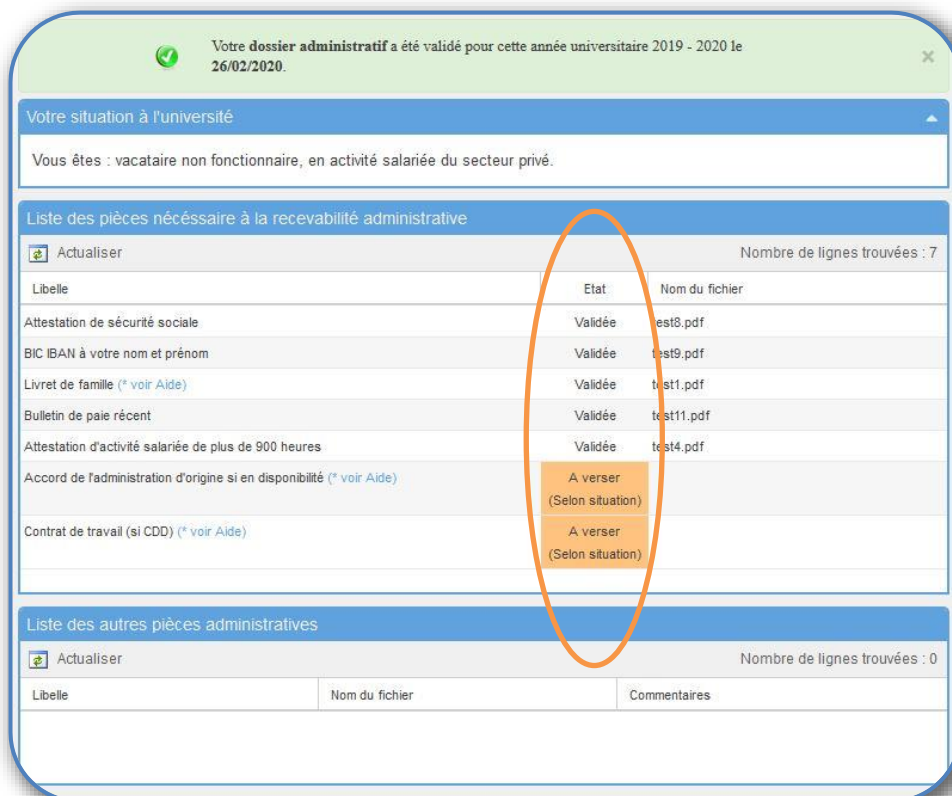 Votre dossier administratif a été validé pour cette année universitaire 2019 - 2020 le
26/02/2020.
Votre situation à l'université
Vous êtes : vacataire non fonctionnaire, en activité salariée du secteur privé.
Liste des pièces nécéssaire à la recevabilité administrative
Actualiser Nombre de lignes trouvées : 7
Libelle Etat Nom du fichier
Attestation de sécurité sociale Validée test8.pdf
BIC IBAN à votre nom et prénom Validée test9.pdf
Livret de famille (* voir Aide) Validée test1.pdf
Bulletin de paie récent Validée test11.pdf
Attestation d'activité salariée de plus de 900 heures Validée test4.pdf
Accord de l'administration d'origine si en disponibilité (* voir Aide) A verser
(Selon situation)
Contrat de travail (si CDD) (* voir Aide) A verser
(Selon situation)
Liste des autres pièces administratives
Actualiser Nombre de lignes trouvées : 0
Libelle Nom du fichier Commentaires